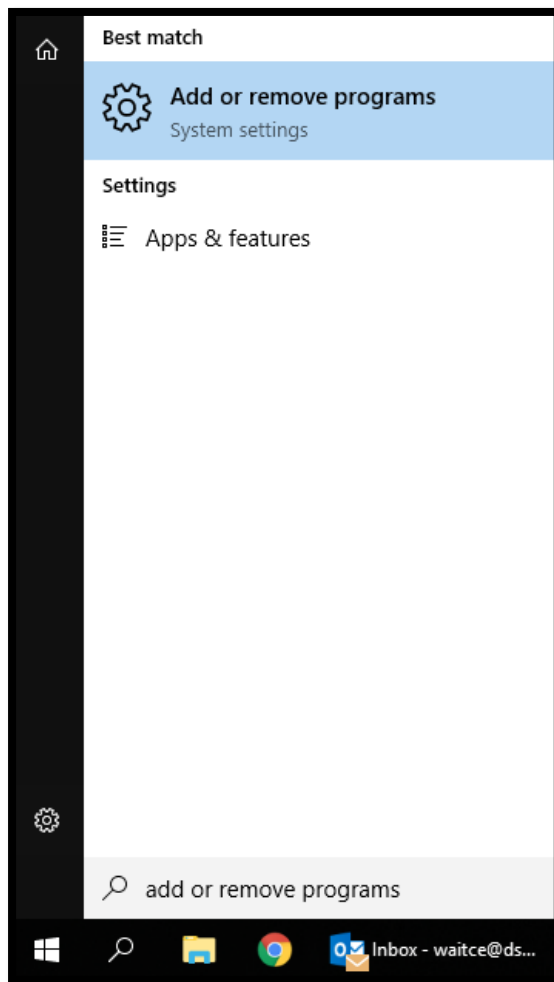 Best match
Add or remove programs
System settings
Settings
Apps & features
add or remove programs
Inbox - waitce@ds...